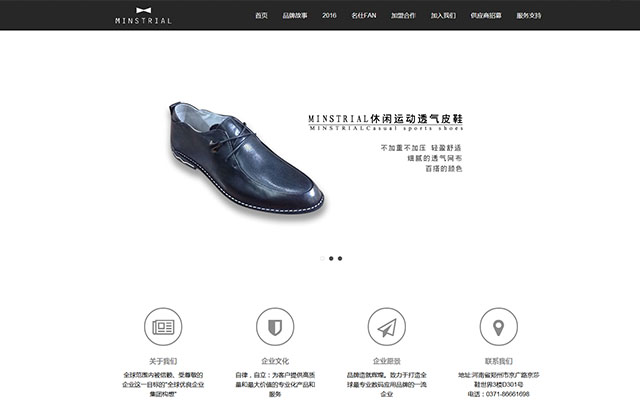 MINSTRIAL
首页 品牌故事 2016 名仕FAN 加盟合作 加入我们 供应商招募 服务支持
MINSTRIAL休闲运动透气皮鞋
MINSTRIALCasual sports shoes
不加重不加压 轻盈舒适
细腻的透气网布
百搭的颜色
关于我们
全球范围内被信赖、受尊敬的
企业这一目标的"全球优良企业
集团构想"
企业文化
自律，自立：为客户提供高质
量和最大价值的专业化产品和
服务
企业愿景
品牌造就辉煌。致力于打造全
球最专业数码应用品牌的一流
企业
联系我们
地址:河南省郑州市京广路京莎
鞋世界3楼D301号
电话：0371-86661698